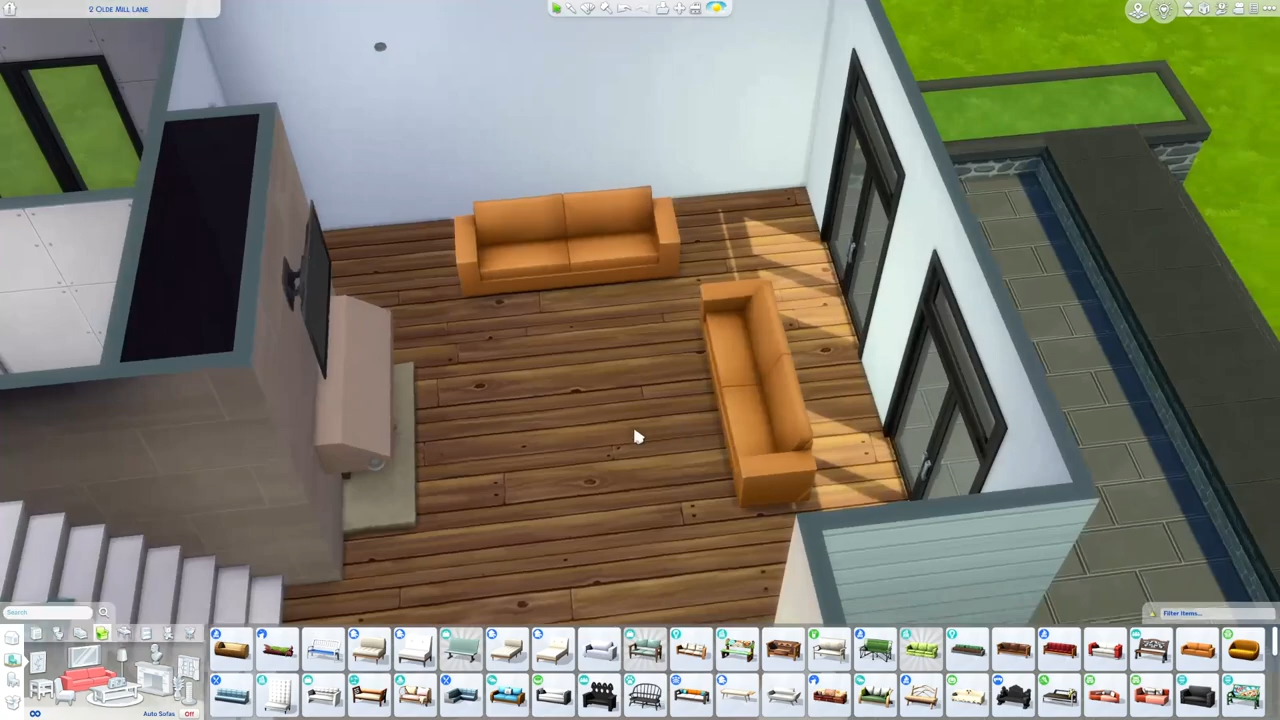 2 OLDE MILL LANE
Search
Filter Items...
Auto Sofas
Off